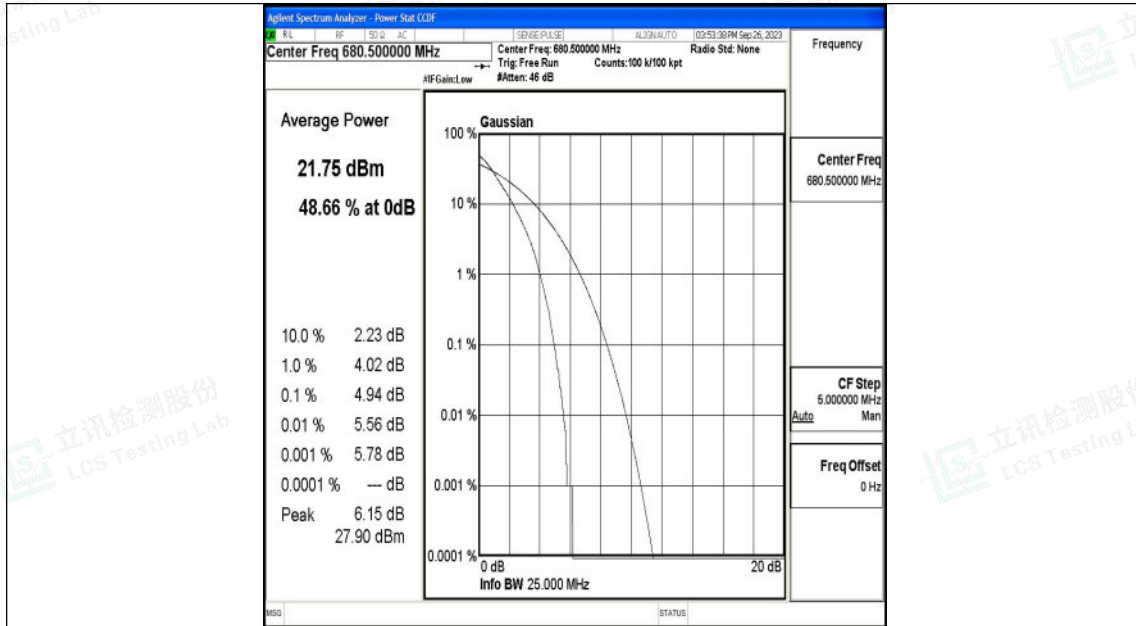 Agilent Spectrum Analyzer - Power Stat CCDF
RL RF 50 Ω AC SENSE:PULSE ALIGNAUTO 03:53:38 PM Sep 26, 2023
Center Freq 680.500000 MHz
Center Freq: 680.500000 MHz Radio Std: None
Trig: Free Run Counts:100 k/100 kpt
#IFGain:Low #Atten: 46 dB
Frequency
Average Power
21.75 dBm
48.66 % at 0dB
10.0 % 2.23 dB
1.0 % 4.02 dB
0.1 % 4.94 dB
0.01 % 5.56 dB
0.001 % 5.78 dB
0.0001 % --- dB
Peak 6.15 dB
27.90 dBm
Gaussian
100 %
10 %
1 %
0.1 %
0.01 %
0.001 %
0.0001 %
0 dB 20 dB
Info BW 25.000 MHz
Center Freq
680.500000 MHz
CF Step
5.000000 MHz
Auto Man
Freq Offset
0 Hz
MSG STATUS
立讯检测股份
LCS Testing Lab
立讯检测股份
LCS Testing L
sting Lab
立
LCS